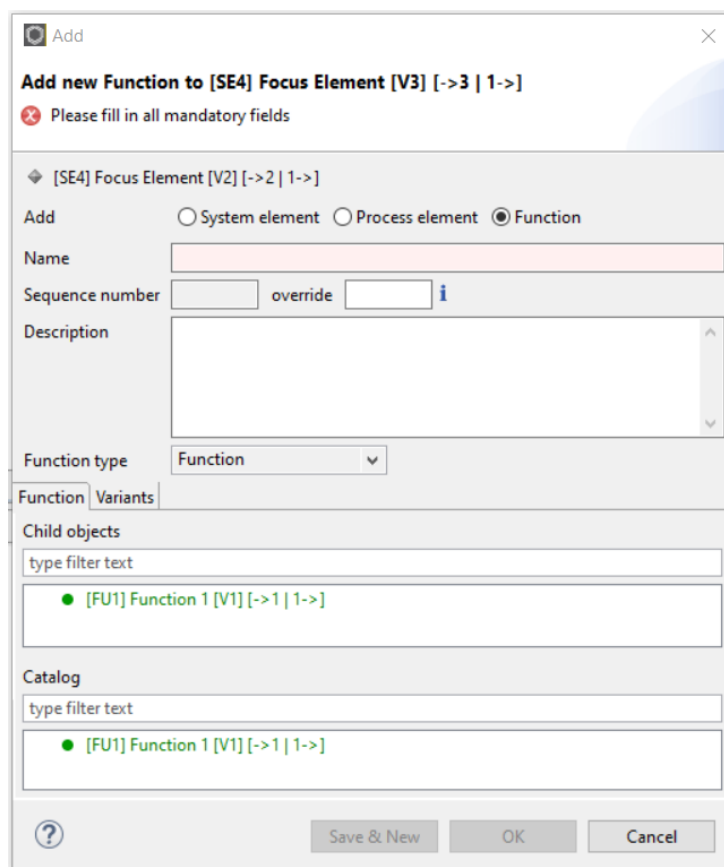 Add
Add new Function to [SE4] Focus Element [V3] [->3 | 1->]
Please fill in all mandatory fields
[SE4] Focus Element [V2] [->2 | 1->]
Add System element Process element Function
Name
Sequence number override i
Description
Function type Function
Function Variants
Child objects
type filter text
[FU1] Function 1 [V1] [->1 | 1->]
Catalog
type filter text
[FU1] Function 1 [V1] [->1 | 1->]
? Save & New OK Cancel